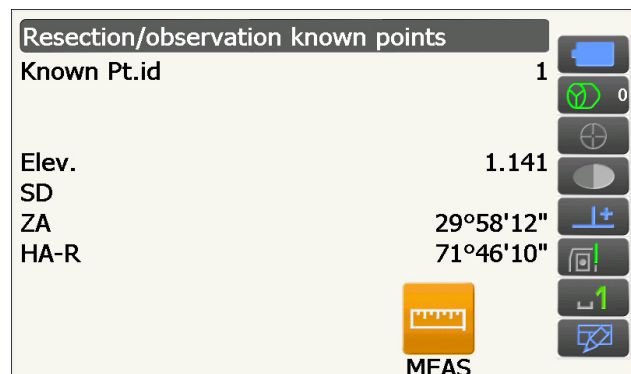 Resection/observation known points
Known Pt.id 1
0
Elev. 1.141
SD
ZA 29°58'12"
HA-R 71°46'10"
1
MEAS